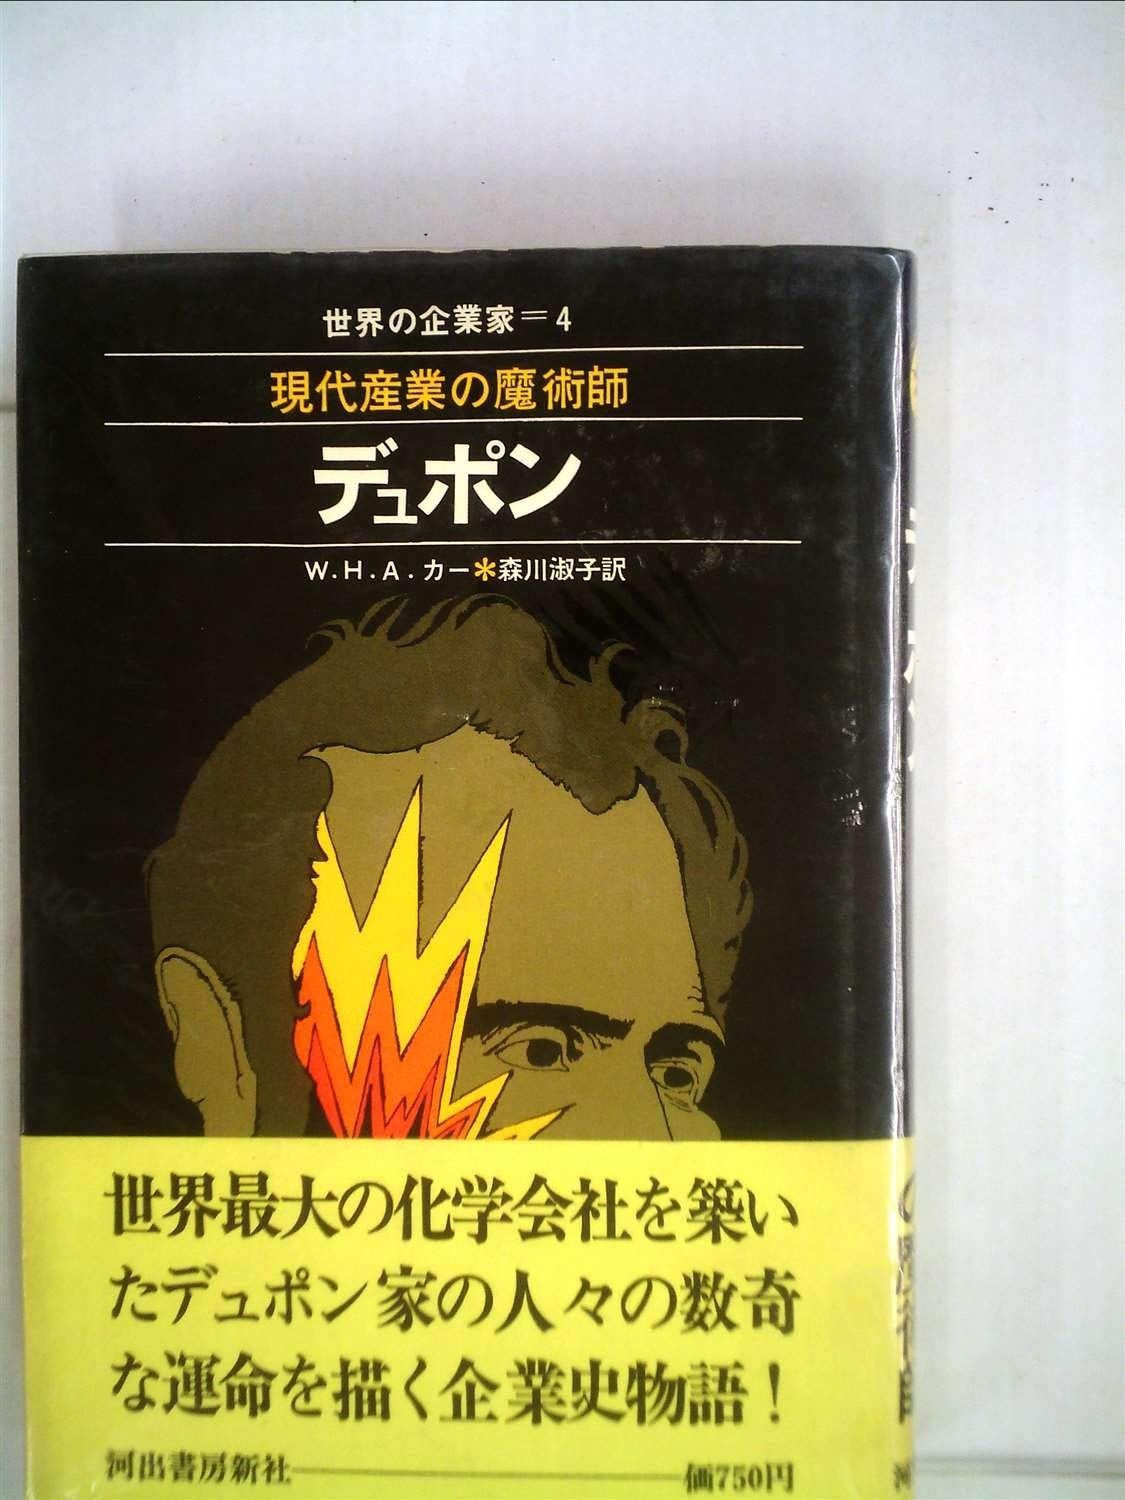 世界の企業家＝4
現代産業の魔術師
デュポン
W.H.A.カー＊森川淑子訳
世界最大の化学会社を築い
たデュポン家の人々の数奇
な運命を描く企業史物語！
河出書房新社――価750円